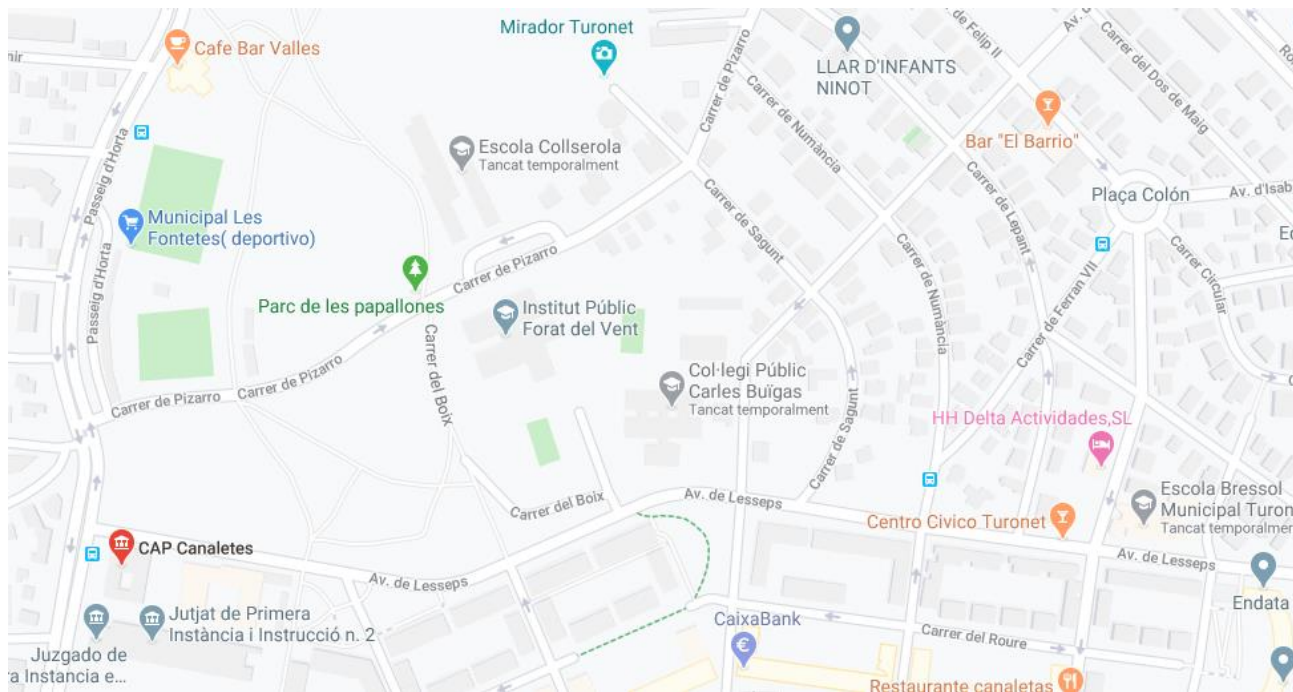 Mirador Turonet
Cafe Bar Valles
LLAR D'INFANTS
NINOT
de Felip II
Av. d
Carrer del Dos de Maig
Carrer de Pizarro
Carrer de Numància
Bar "El Barrio"
Escola Collserola
Tancat temporalment
Passeig d'Horta
Plaça Colón
Av. d'Isab
Carrer de Sagunt
Carrer de Lepant
Municipal Les
Fontetes( deportivo)
Carrer de Pizarro
Carrer de Numància
Carrer de Ferran VII
Carrer Circular
Passeig d'Horta
Parc de les papallones
Institut Públic
Forat del Vent
Carrer del Boix
Col·legi Públic
Carles Buïgas
Tancat temporalment
Carrer de Pizarro
Carrer de Pizarro
Carrer de Sagunt
HH Delta Actividades,SL
Carrer del Boix
Av. de Lesseps
Centro Civico Turonet
Escola Bressol
Municipal Turon
Tancat temporalmer
CAP Canaletes
Av. de Lesseps
Av. de Lesseps
Endata
Jutjat de Primera
Instància i Instrucció n. 2
CaixaBank
Carrer del Roure
Juzgado de
ra Instancia e...
Restaurante canaletas